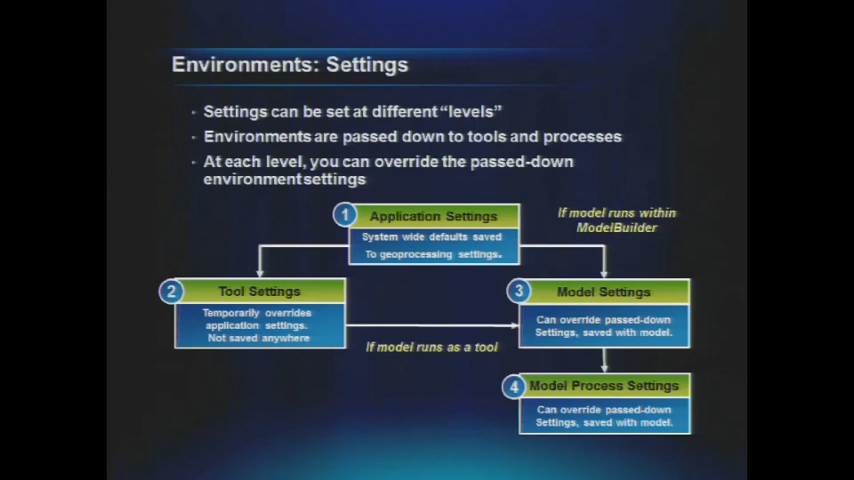 Environments: Settings
Settings can be set at different “levels”
Environments are passed down to tools and processes
At each level, you can override the passed-down
environmentsettings
1
Application Settings
System wide defaults saved
To geoprocessing settings.
If model runs within
ModelBuilder
2
Tool Settings
Temporarily overrides
application settings.
Not saved anywhere
3
Model Settings
Can override passed-down
Settings, saved with model.
If model runs as a tool
4
Model Process Settings
Can override passed-down
Settings, saved with model.